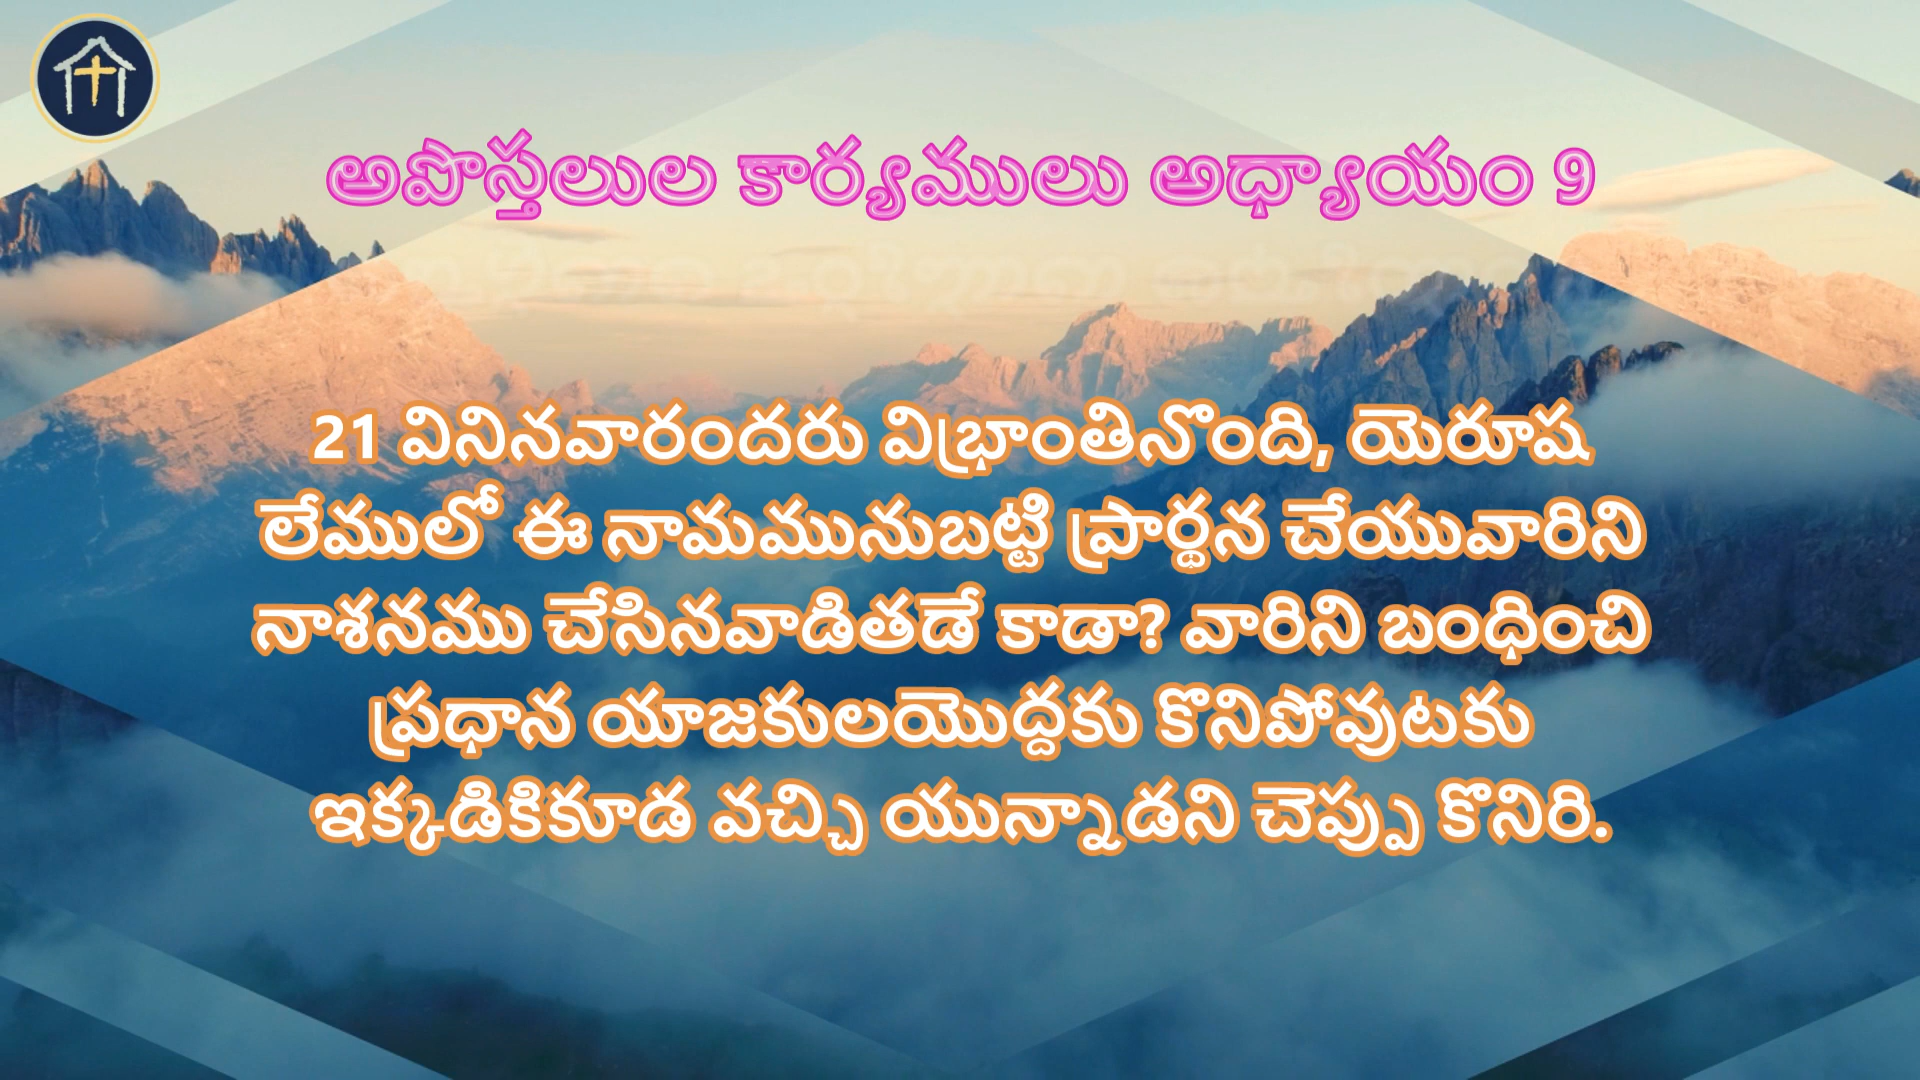 అపొస్తలుల కార్యములు అధ్యాయం 9
21 వినినవారందరు విభ్రాంతినొంది, యెరూష
లేములో ఈ నామమునుబట్టి ప్రార్థన చేయువారిని
నాశనము చేసినవాడితడే కాడా? వారిని బంధించి
ప్రధాన యాజకులయొద్దకు కొనిపోవుటకు
ఇక్కడికికూడ వచ్చి యున్నాడని చెప్పు కొనిరి.